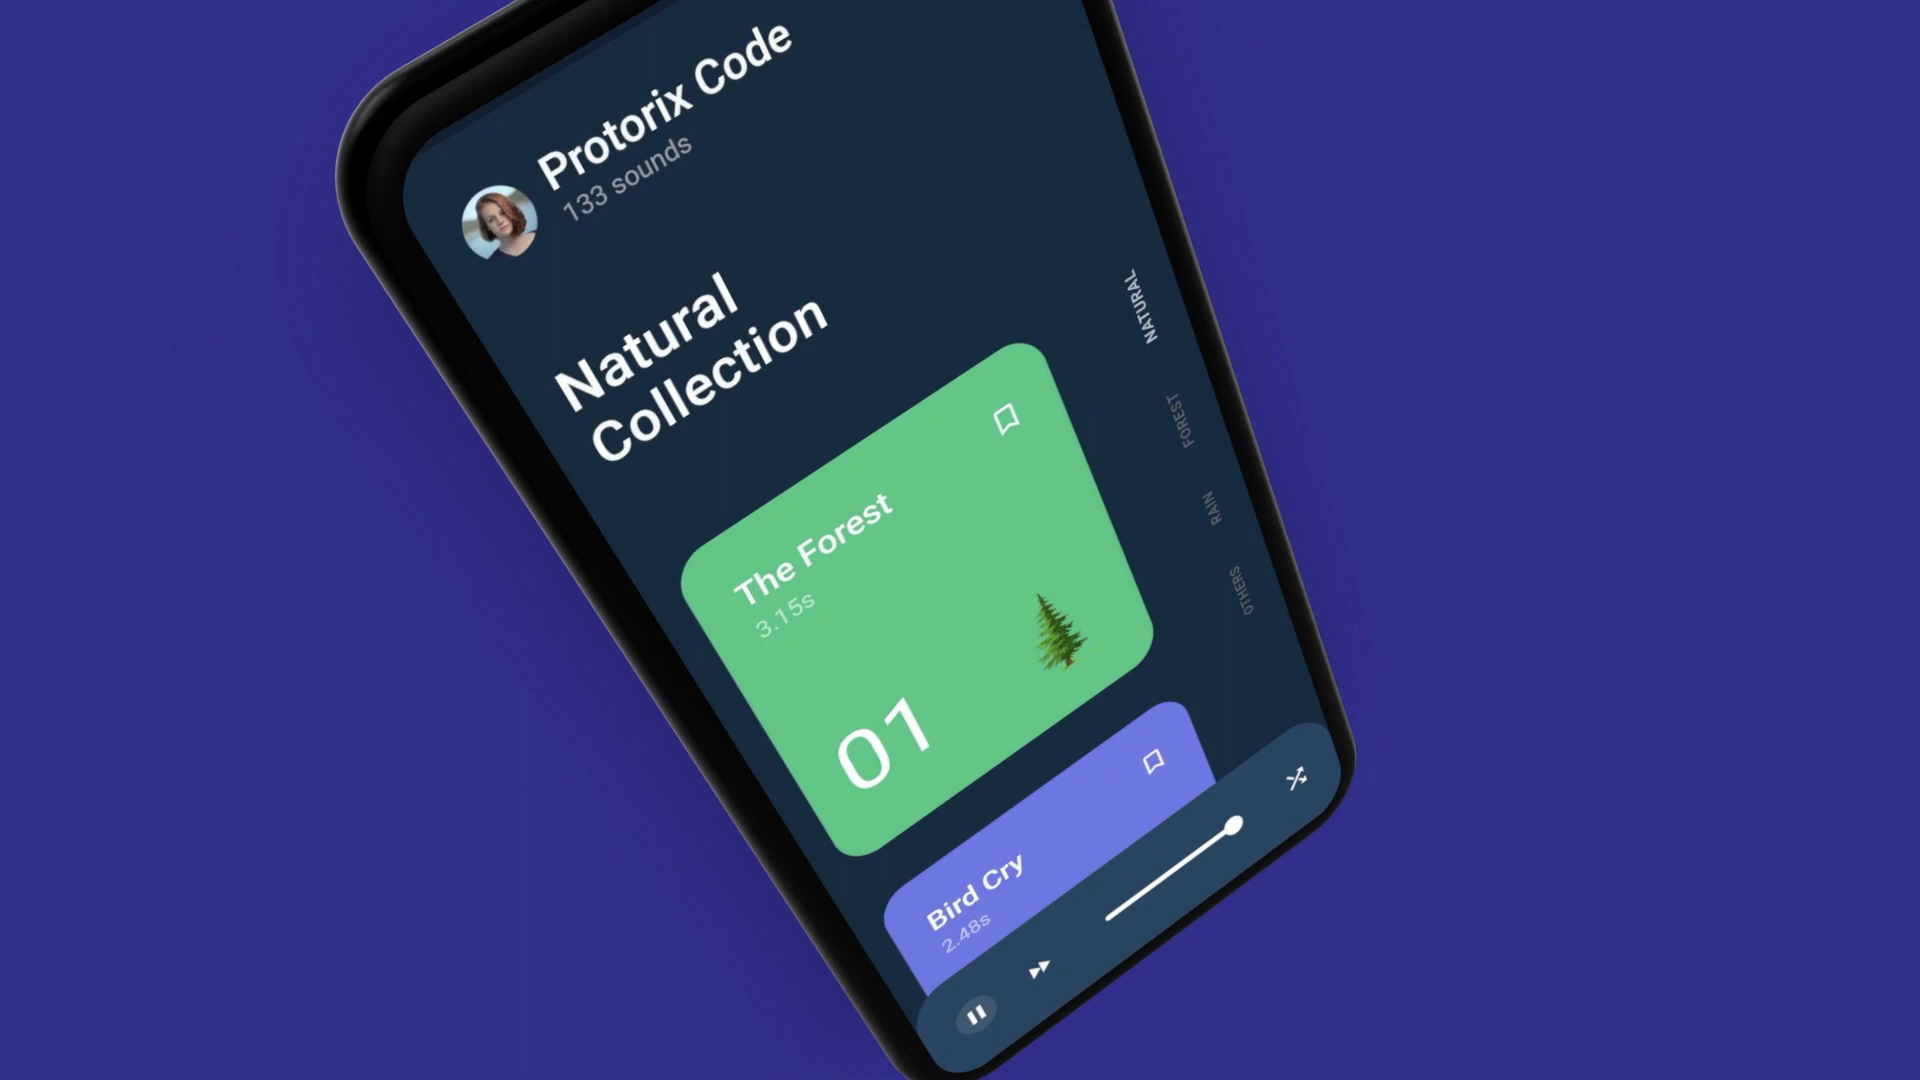 Protorix Code
133 sounds
Natural
Collection
NATURAL
FOREST
RAIN
OTHERS
The Forest
3.15s
01
Bird Cry
2.48s